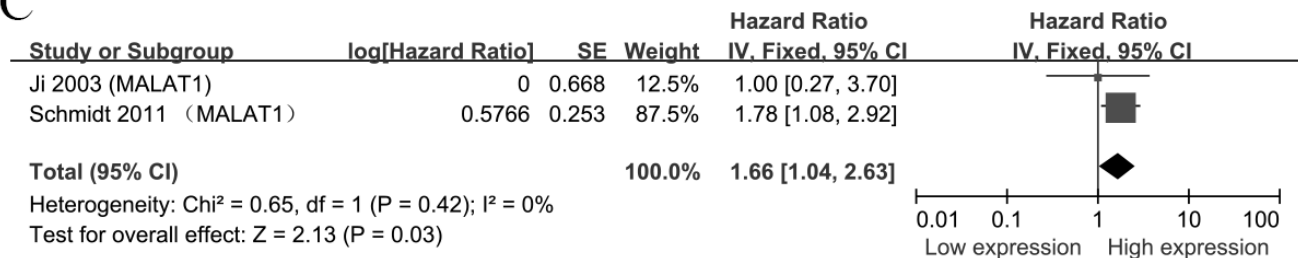 C
Hazard Ratio Hazard Ratio
Study or Subgroup log[Hazard Ratio] SE Weight IV, Fixed, 95% CI IV, Fixed, 95% CI
Ji 2003 (MALAT1) 0 0.668 12.5% 1.00 [0.27, 3.70]
Schmidt 2011 （MALAT1） 0.5766 0.253 87.5% 1.78 [1.08, 2.92]
Total (95% CI) 100.0% 1.66 [1.04, 2.63]
Heterogeneity: Chi² = 0.65, df = 1 (P = 0.42); I² = 0%
Test for overall effect: Z = 2.13 (P = 0.03)
0.01 0.1 1 10 100
Low expression High expression